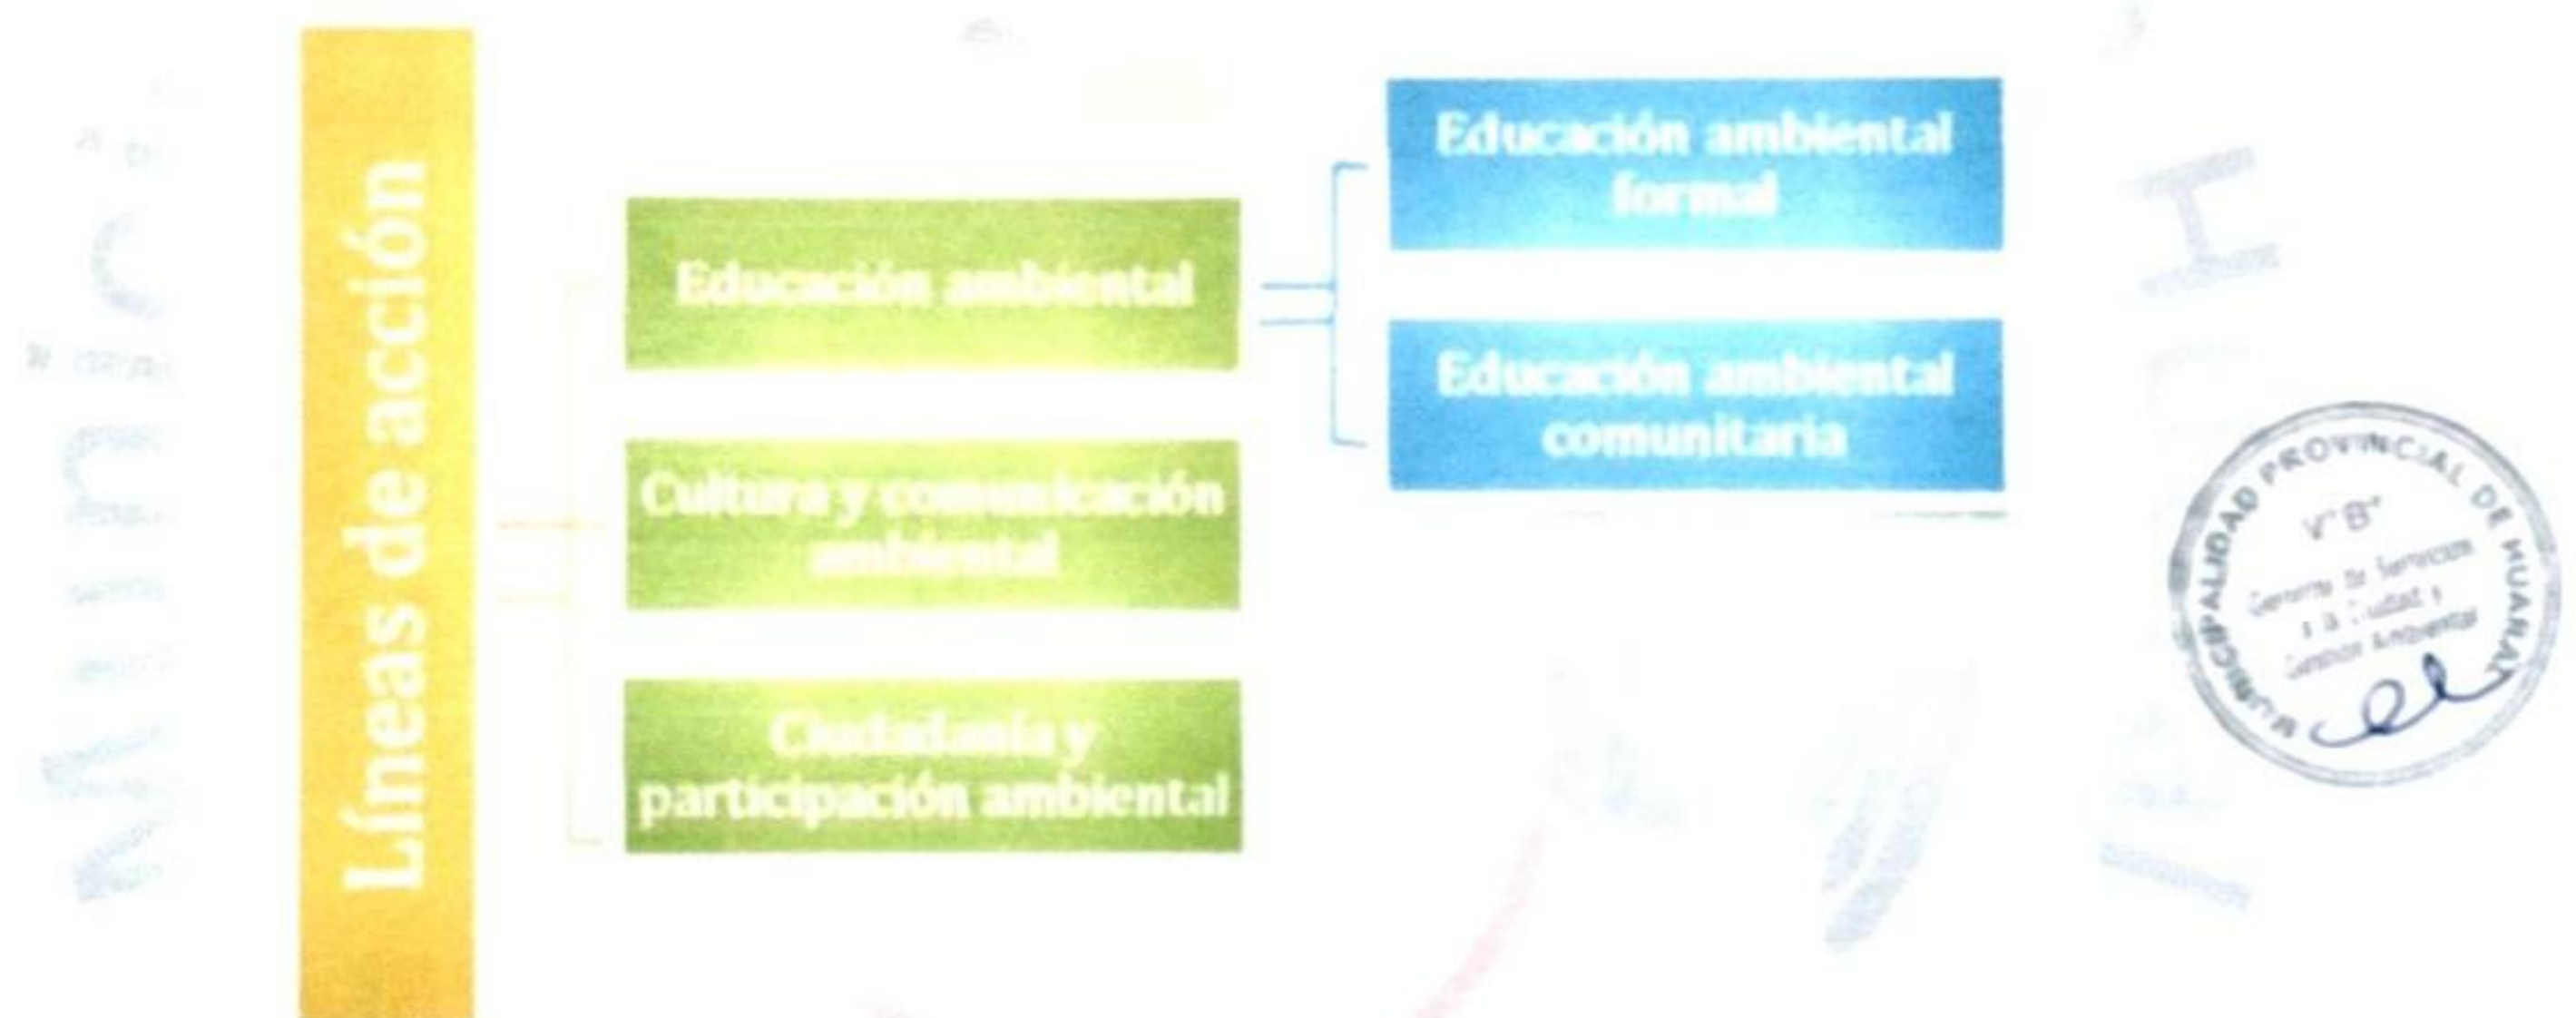 Líneas de acción
Educación ambiental
Cultura y comunicación
ambiental
Ciudadanía y
participación ambiental
Educación ambiental
formal
Educación ambiental
comunitaria
MUNICIPALIDAD PROVINCIAL DE HUARAL
V°B°